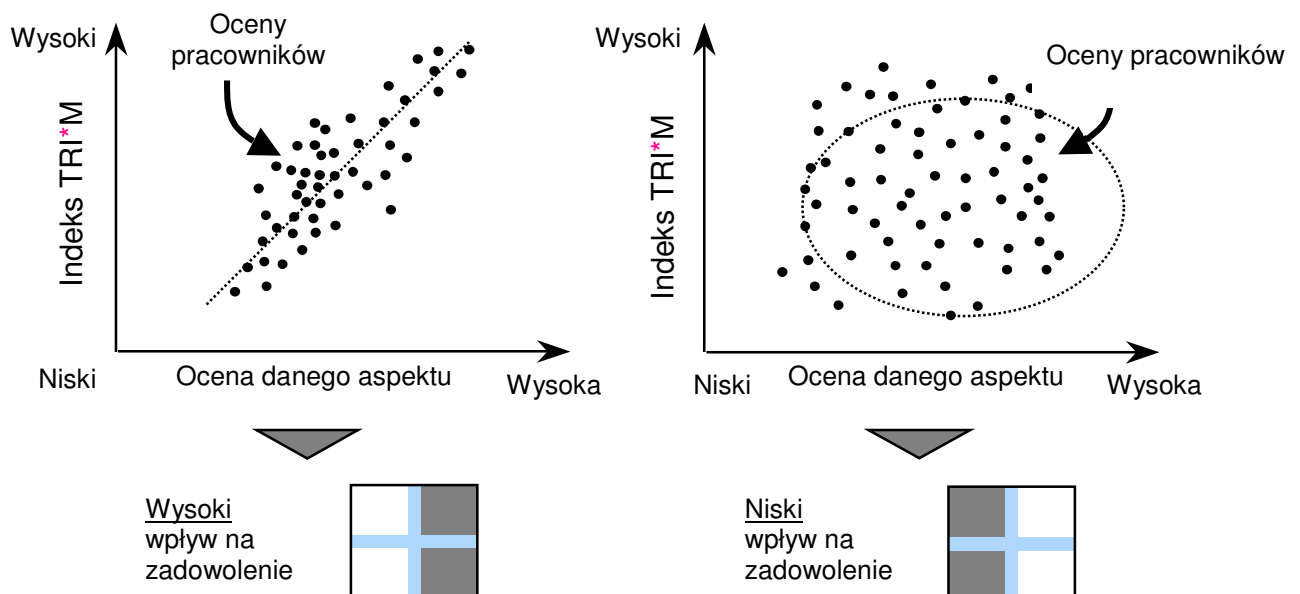 Wysoki
Oceny
pracowników
Indeks TRI*M
Niski
Ocena danego aspektu
Wysoka
Wysoki
wpływ na
zadowolenie
Wysoki
Oceny pracowników
Indeks TRI*M
Niski
Ocena danego aspektu
Wysoka
Niski
wpływ na
zadowolenie